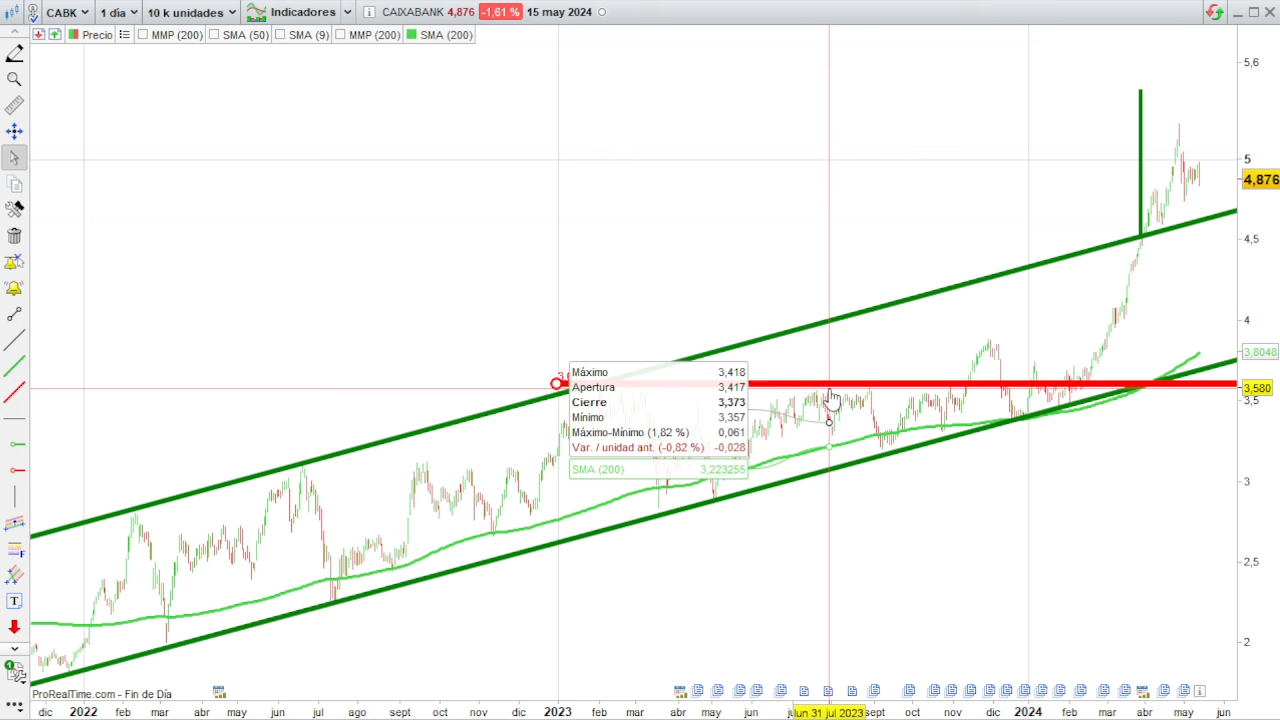 CABK 1 día 10 k unidades Indicadores CAIXABANK 4,876 -1,61 % 15 may 2024
Precio MMP (200) SMA (50) SMA (9) MMP (200) SMA (200)
5,6
5
4,876
4,5
4
3,8048
3,580
3,5
3
2,5
2
Máximo 3,418
Apertura 3,417
Cierre 3,373
Mínimo 3,357
Máximo-Mínimo (1,82 %) 0,061
Var. / unidad ant. (-0,82 %) -0,028
SMA (200) 3,223255
ProRealTime.com - Fin de Día
dic 2022 feb mar abr may jun jul ago sept oct nov dic 2023 feb mar abr may jun lun 31 jul 2023 sept oct nov dic 2024 feb mar abr may jun